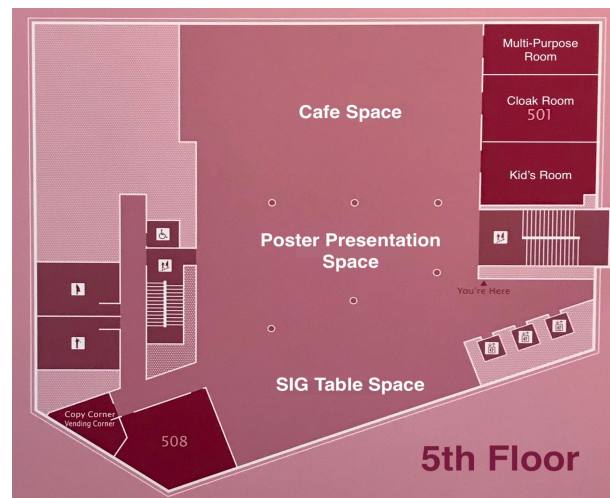 Multi-Purpose
Room
Cloak Room
501
Cafe Space
Kid's Room
Poster Presentation
Space
You're Here
SIG Table Space
Copy Corner
Vending Corner
508
5th Floor